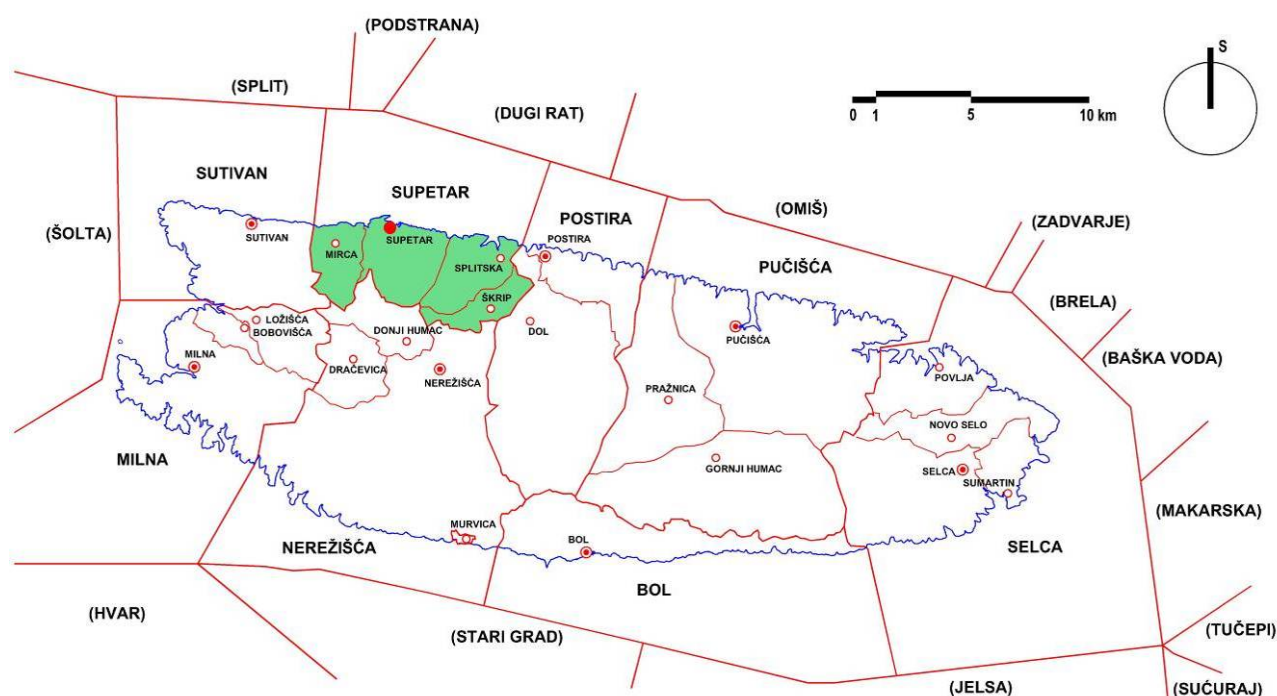 (PODSTRANA)
S
(SPLIT)
(DUGI RAT)
0 1 5 10 km
SUTIVAN
SUPETAR
POSTIRA
(OMIŠ)
(ZADVARJE)
(ŠOLTA)
SUTIVAN
SUPETAR
POSTIRA
MIRCA
SPLITSKA
PUČIŠĆA
(BRELA)
ŠKRIP
LOŽIŠĆA
BOBOVIŠĆA
DONJI HUMAC
DOL
PUČIŠĆA
(BAŠKA VODA)
MILNA
DRAČEVICA
NEREŽIŠĆA
POVLJA
PRAŽNICA
NOVO SELO
MILNA
GORNJI HUMAC
SELCA
SUMARTIN
(MAKARSKA)
MURVICA
BOL
NEREŽIŠĆA
SELCA
BOL
(HVAR)
(STARI GRAD)
(TUČEPI)
(JELSA)
(SUĆURAJ)